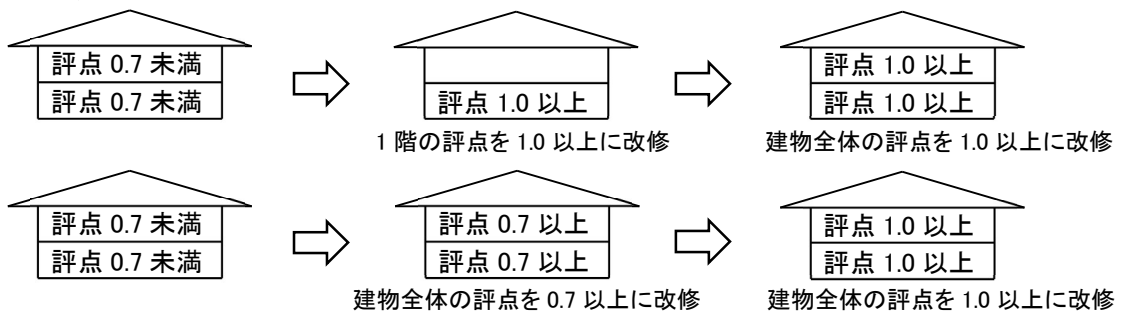 評点 0.7 未満
評点 0.7 未満
評点 1.0 以上
1 階の評点を 1.0 以上に改修
評点 1.0 以上
評点 1.0 以上
建物全体の評点を 1.0 以上に改修
評点 0.7 未満
評点 0.7 未満
評点 0.7 以上
評点 0.7 以上
建物全体の評点を 0.7 以上に改修
評点 1.0 以上
評点 1.0 以上
建物全体の評点を 1.0 以上に改修